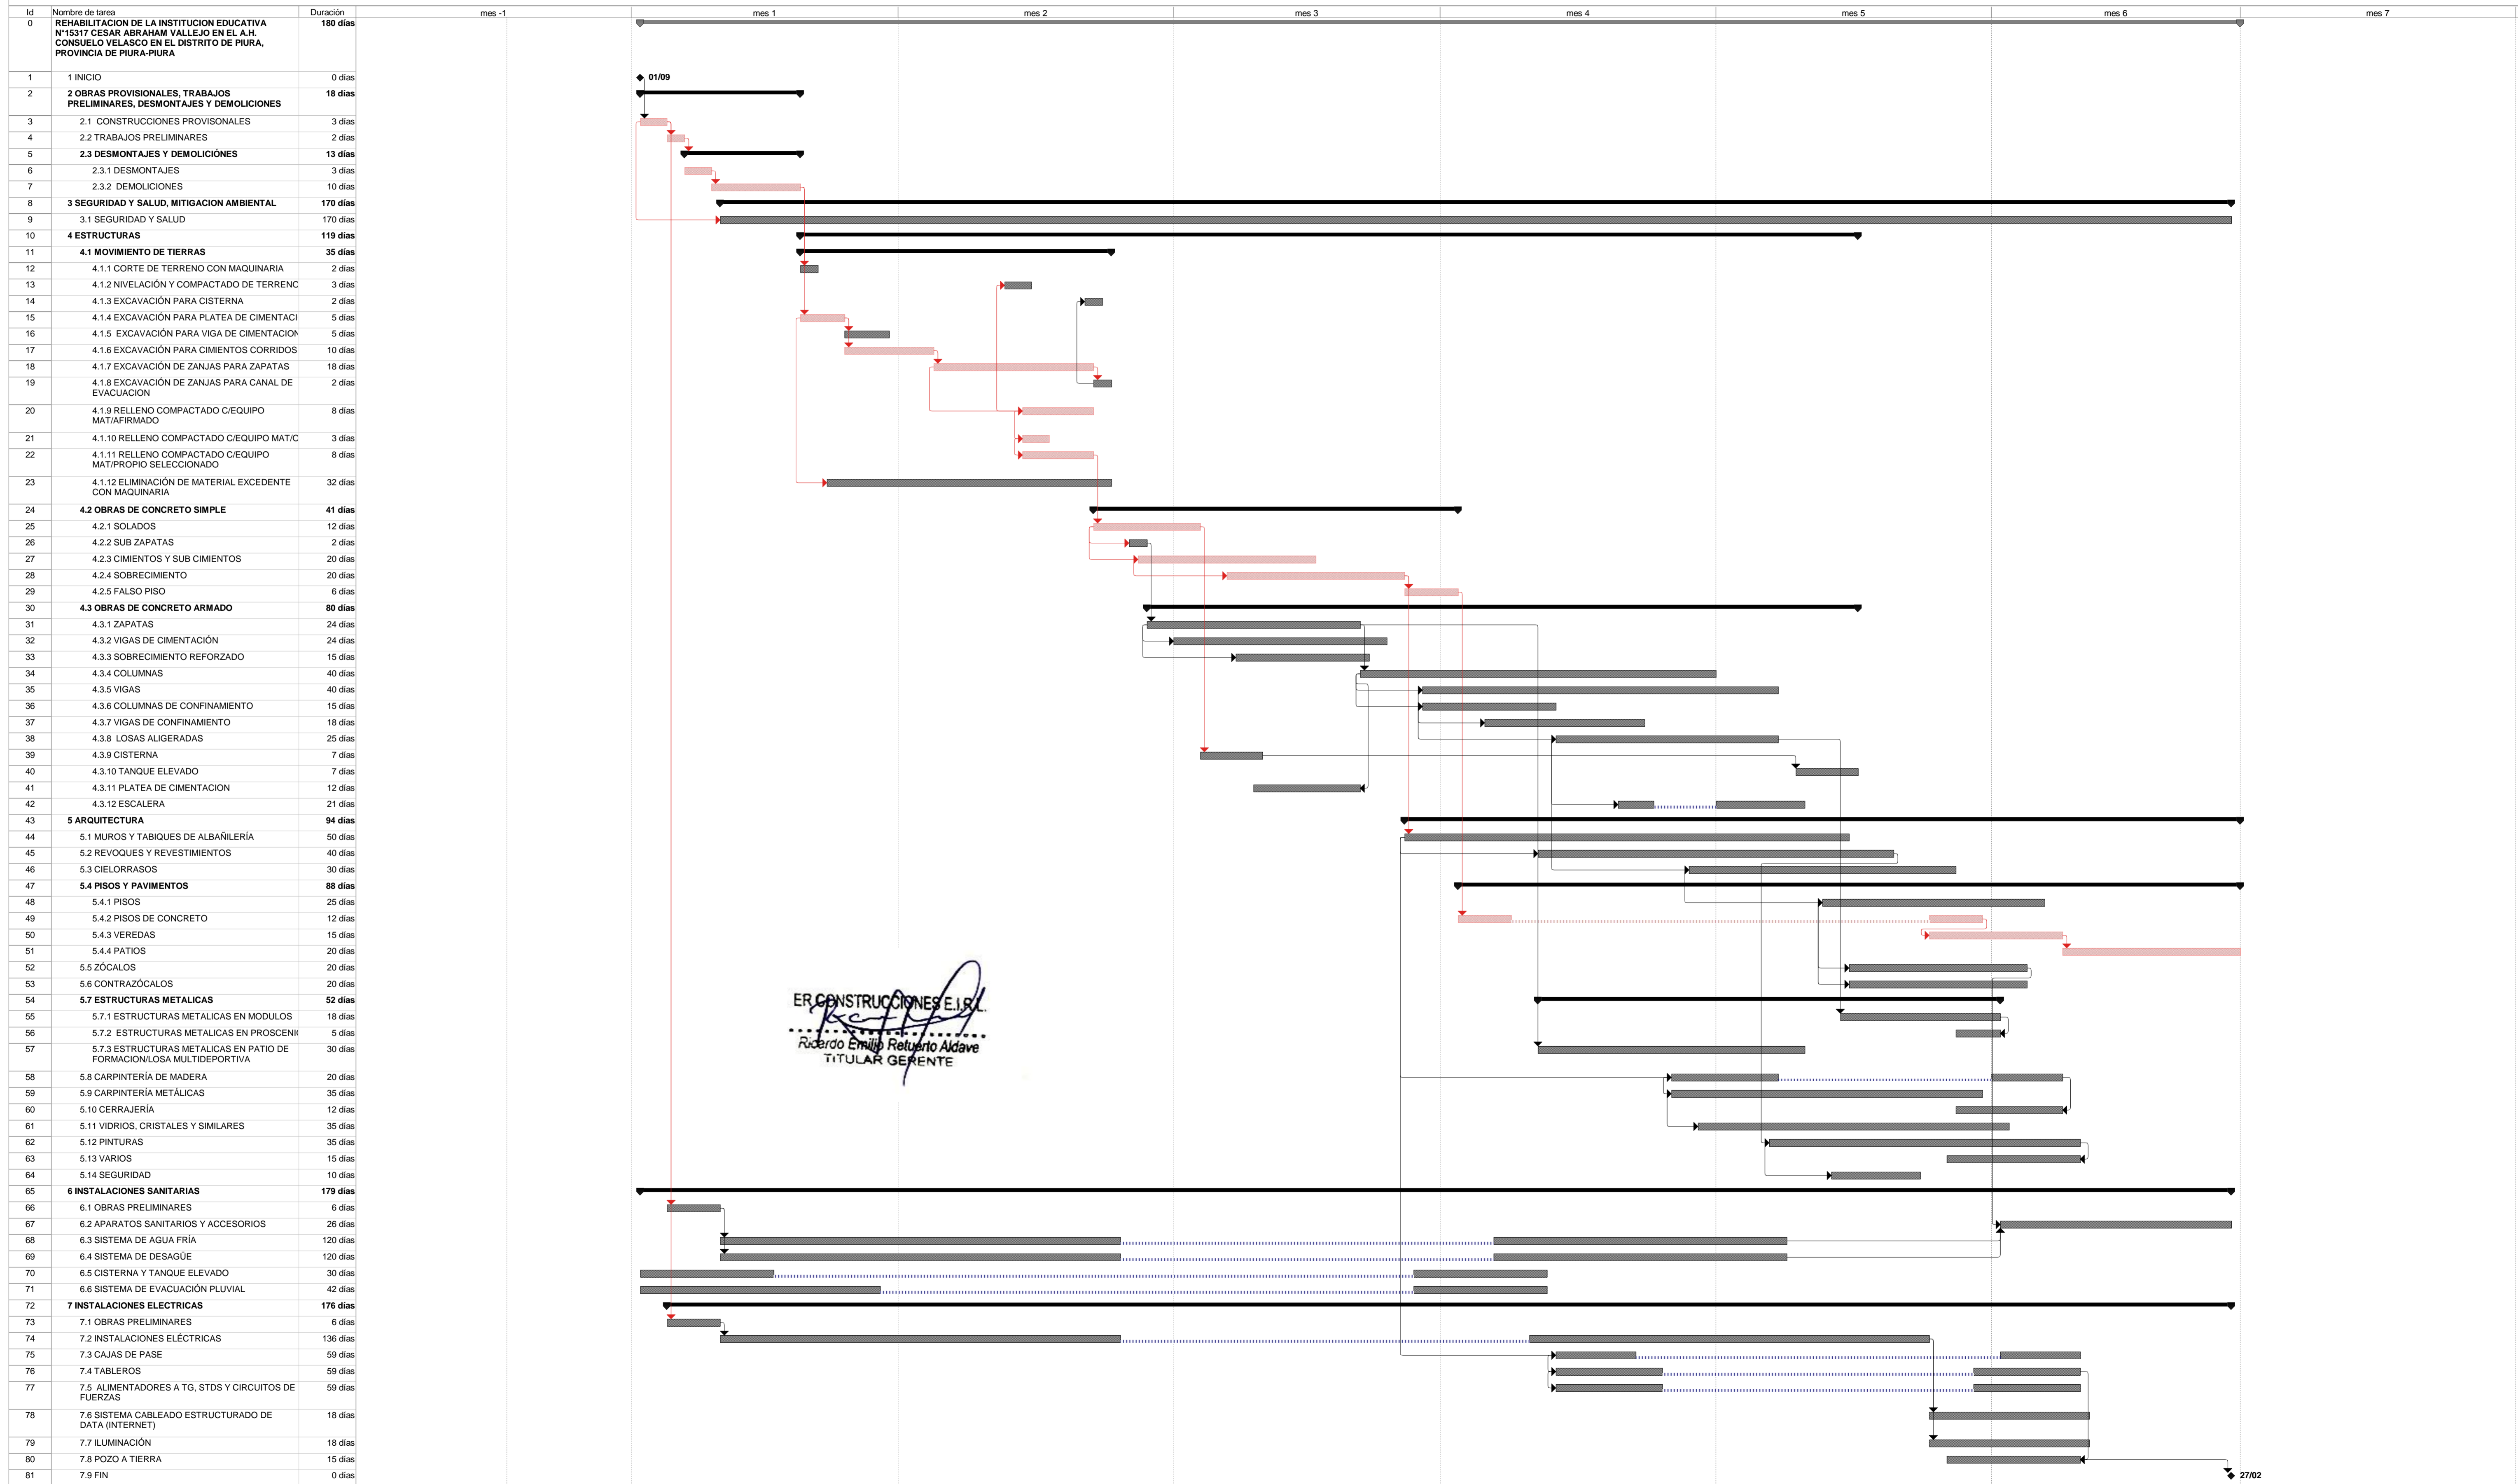 Id Nombre de tarea Duración mes -1 mes 1 mes 2 mes 3 mes 4 mes 5 mes 6 mes 7
0 REHABILITACION DE LA INSTITUCION EDUCATIVA 180 días
N°15317 CESAR ABRAHAM VALLEJO EN EL A.H.
CONSUELO VELASCO EN EL DISTRITO DE PIURA,
PROVINCIA DE PIURA-PIURA
1 1 INICIO 0 días 01/09
2 2 OBRAS PROVISIONALES, TRABAJOS 18 días
PRELIMINARES, DESMONTAJES Y DEMOLICIONES
3 2.1 CONSTRUCCIONES PROVISONALES 3 días
4 2.2 TRABAJOS PRELIMINARES 2 días
5 2.3 DESMONTAJES Y DEMOLICIÓNES 13 días
6 2.3.1 DESMONTAJES 3 días
7 2.3.2 DEMOLICIONES 10 días
8 3 SEGURIDAD Y SALUD, MITIGACION AMBIENTAL 170 días
9 3.1 SEGURIDAD Y SALUD 170 días
10 4 ESTRUCTURAS 119 días
11 4.1 MOVIMIENTO DE TIERRAS 35 días
12 4.1.1 CORTE DE TERRENO CON MAQUINARIA 2 días
13 4.1.2 NIVELACIÓN Y COMPACTADO DE TERRENO 3 días
14 4.1.3 EXCAVACIÓN PARA CISTERNA 2 días
15 4.1.4 EXCAVACIÓN PARA PLATEA DE CIMENTACI 5 días
16 4.1.5 EXCAVACIÓN PARA VIGA DE CIMENTACION 5 días
17 4.1.6 EXCAVACIÓN PARA CIMIENTOS CORRIDOS 10 días
18 4.1.7 EXCAVACIÓN DE ZANJAS PARA ZAPATAS 18 días
19 4.1.8 EXCAVACIÓN DE ZANJAS PARA CANAL DE 2 días
EVACUACION
20 4.1.9 RELLENO COMPACTADO C/EQUIPO 8 días
MAT/AFIRMADO
21 4.1.10 RELLENO COMPACTADO C/EQUIPO MAT/C 3 días
22 4.1.11 RELLENO COMPACTADO C/EQUIPO 8 días
MAT/PROPIO SELECCIONADO
23 4.1.12 ELIMINACIÓN DE MATERIAL EXCEDENTE 32 días
CON MAQUINARIA
24 4.2 OBRAS DE CONCRETO SIMPLE 41 días
25 4.2.1 SOLADOS 12 días
26 4.2.2 SUB ZAPATAS 2 días
27 4.2.3 CIMIENTOS Y SUB CIMIENTOS 20 días
28 4.2.4 SOBRECIMIENTO 20 días
29 4.2.5 FALSO PISO 6 días
30 4.3 OBRAS DE CONCRETO ARMADO 80 días
31 4.3.1 ZAPATAS 24 días
32 4.3.2 VIGAS DE CIMENTACIÓN 24 días
33 4.3.3 SOBRECIMIENTO REFORZADO 15 días
34 4.3.4 COLUMNAS 40 días
35 4.3.5 VIGAS 40 días
36 4.3.6 COLUMNAS DE CONFINAMIENTO 15 días
37 4.3.7 VIGAS DE CONFINAMIENTO 18 días
38 4.3.8 LOSAS ALIGERADAS 25 días
39 4.3.9 CISTERNA 7 días
40 4.3.10 TANQUE ELEVADO 7 días
41 4.3.11 PLATEA DE CIMENTACION 12 días
42 4.3.12 ESCALERA 21 días
43 5 ARQUITECTURA 94 días
44 5.1 MUROS Y TABIQUES DE ALBAÑILERÍA 50 días
45 5.2 REVOQUES Y REVESTIMIENTOS 40 días
46 5.3 CIELORRASOS 30 días
47 5.4 PISOS Y PAVIMENTOS 88 días
48 5.4.1 PISOS 25 días
49 5.4.2 PISOS DE CONCRETO 12 días
50 5.4.3 VEREDAS 15 días
51 5.4.4 PATIOS 20 días
52 5.5 ZÓCALOS 20 días
53 5.6 CONTRAZÓCALOS 20 días
54 5.7 ESTRUCTURAS METALICAS 52 días
55 5.7.1 ESTRUCTURAS METALICAS EN MODULOS 18 días
56 5.7.2 ESTRUCTURAS METALICAS EN PROSCENI 5 días
57 5.7.3 ESTRUCTURAS METALICAS EN PATIO DE 30 días
FORMACION/LOSA MULTIDEPORTIVA
ER CONSTRUCCIONES E.I.R.L.
Ricardo Emilio Retuerto Aldave
TITULAR GERENTE
58 5.8 CARPINTERÍA DE MADERA 20 días
59 5.9 CARPINTERÍA METÁLICAS 35 días
60 5.10 CERRAJERÍA 12 días
61 5.11 VIDRIOS, CRISTALES Y SIMILARES 35 días
62 5.12 PINTURAS 35 días
63 5.13 VARIOS 15 días
64 5.14 SEGURIDAD 10 días
65 6 INSTALACIONES SANITARIAS 179 días
66 6.1 OBRAS PRELIMINARES 6 días
67 6.2 APARATOS SANITARIOS Y ACCESORIOS 26 días
68 6.3 SISTEMA DE AGUA FRÍA 120 días
69 6.4 SISTEMA DE DESAGÜE 120 días
70 6.5 CISTERNA Y TANQUE ELEVADO 30 días
71 6.6 SISTEMA DE EVACUACIÓN PLUVIAL 42 días
72 7 INSTALACIONES ELECTRICAS 176 días
73 7.1 OBRAS PRELIMINARES 6 días
74 7.2 INSTALACIONES ELÉCTRICAS 136 días
75 7.3 CAJAS DE PASE 59 días
76 7.4 TABLEROS 59 días
77 7.5 ALIMENTADORES A TG, STDS Y CIRCUITOS DE 59 días
FUERZAS
78 7.6 SISTEMA CABLEADO ESTRUCTURADO DE 18 días
DATA (INTERNET)
79 7.7 ILUMINACIÓN 18 días
80 7.8 POZO A TIERRA 15 días
81 7.9 FIN 0 días 27/02